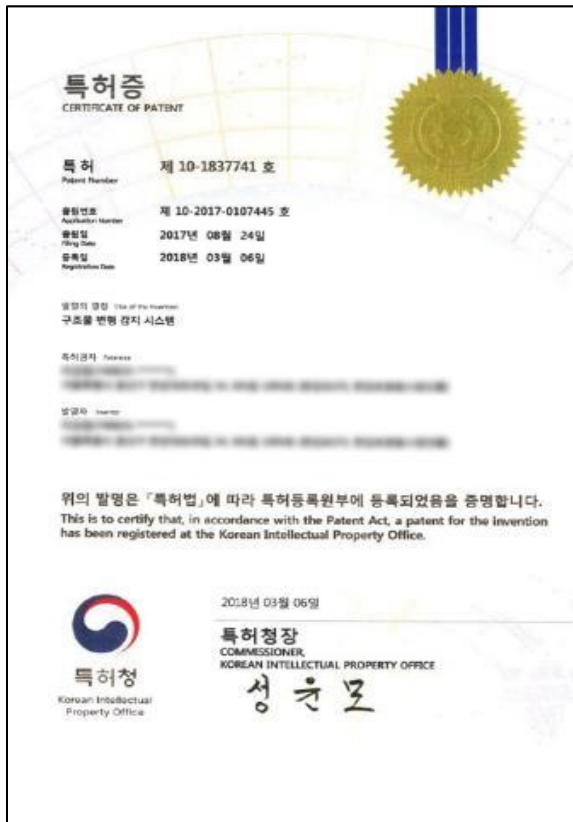 특허증
CERTIFICATE OF PATENT
특허 제 10-1837741 호
Patent Number
출원번호 제 10-2017-0107445 호
Application Number
출원일 2017년 08월 24일
Filing Date
등록일 2018년 03월 06일
Registration Date
발명의 명칭 Title of the Invention
구조물 변형 감지 시스템
특허권자 Patentee
발명자 Inventor
위의 발명은 「특허법」에 따라 특허등록원부에 등록되었음을 증명합니다.
This is to certify that, in accordance with the Patent Act, a patent for the invention
has been registered at the Korean Intellectual Property Office.
2018년 03월 06일
특허청장
COMMISSIONER,
KOREAN INTELLECTUAL PROPERTY OFFICE
성윤모
특허청
Korean Intellectual
Property Office